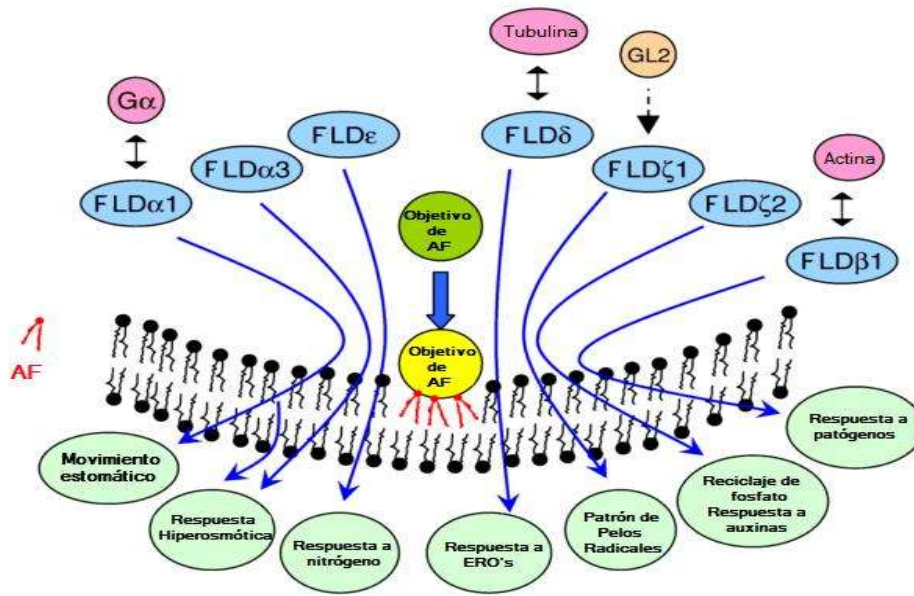 Tubulina
GL2
Gα
FLDε
FLDδ
Actina
FLDα3
FLDζ1
FLDα1
FLDζ2
Objetivo
de
AF
FLDβ1
Objetivo
de
AF
AF
Respuesta a
patógenos
Movimiento
estomático
Reciclaje de
fosfato
Respuesta a
auxinas
Respuesta
Hiperosmótica
Patrón de
Pelos
Radicales
Respuesta a
nitrógeno
Respuesta a
ERO's